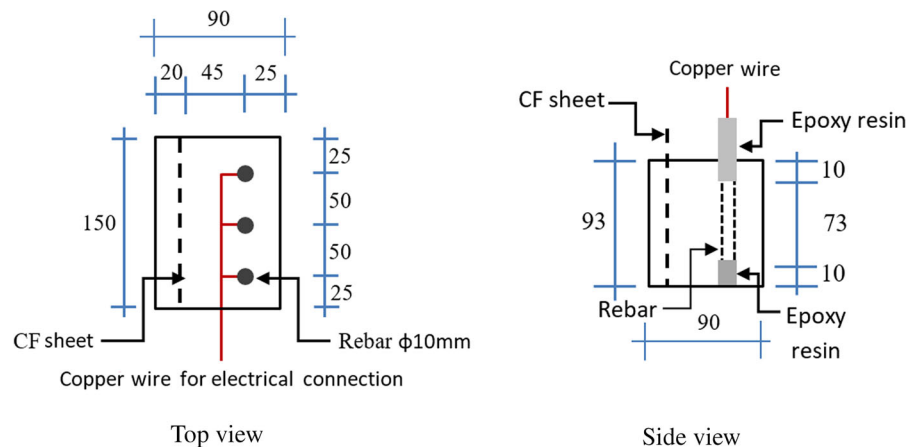 90
20 45 25
150
25
50
50
25
CF sheet
Rebar ϕ10mm
Copper wire for electrical connection
Top view
Copper wire
CF sheet
Epoxy resin
93
10
73
10
Rebar
90
Epoxy
resin
Side view